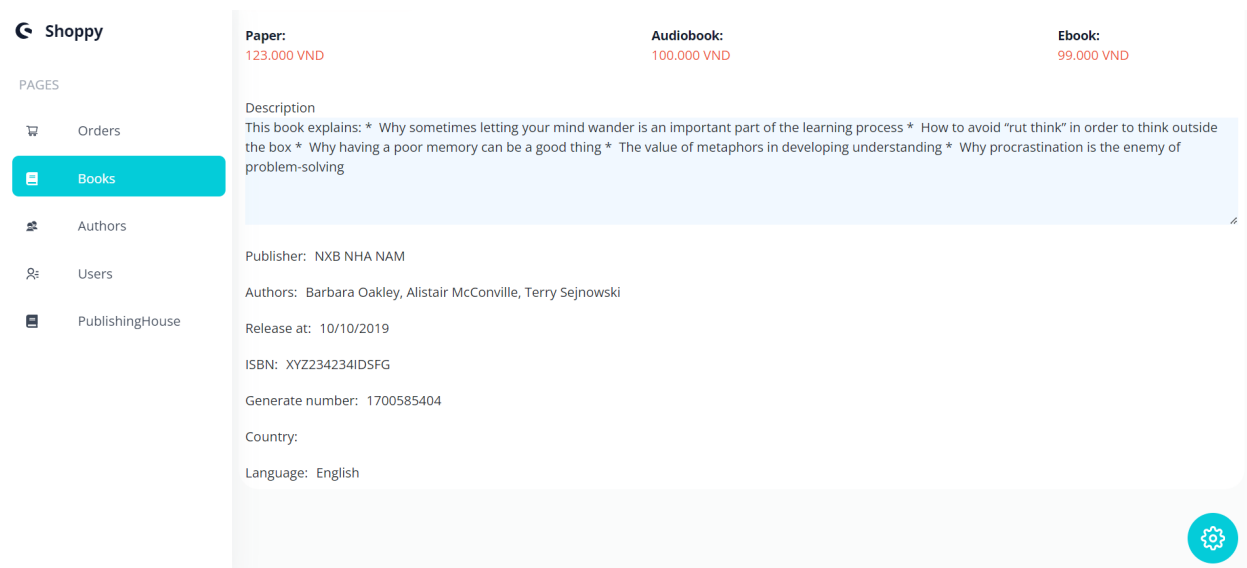 Shoppy
PAGES
Orders
Books
Authors
Users
PublishingHouse
Paper:
123.000 VND
Audiobook:
100.000 VND
Ebook:
99.000 VND
Description
This book explains: * Why sometimes letting your mind wander is an important part of the learning process * How to avoid “rut think” in order to think outside
the box * Why having a poor memory can be a good thing * The value of metaphors in developing understanding * Why procrastination is the enemy of
problem-solving
Publisher: NXB NHA NAM
Authors: Barbara Oakley, Alistair McConville, Terry Sejnowski
Release at: 10/10/2019
ISBN: XYZ234234IDSFG
Generate number: 1700585404
Country:
Language: English